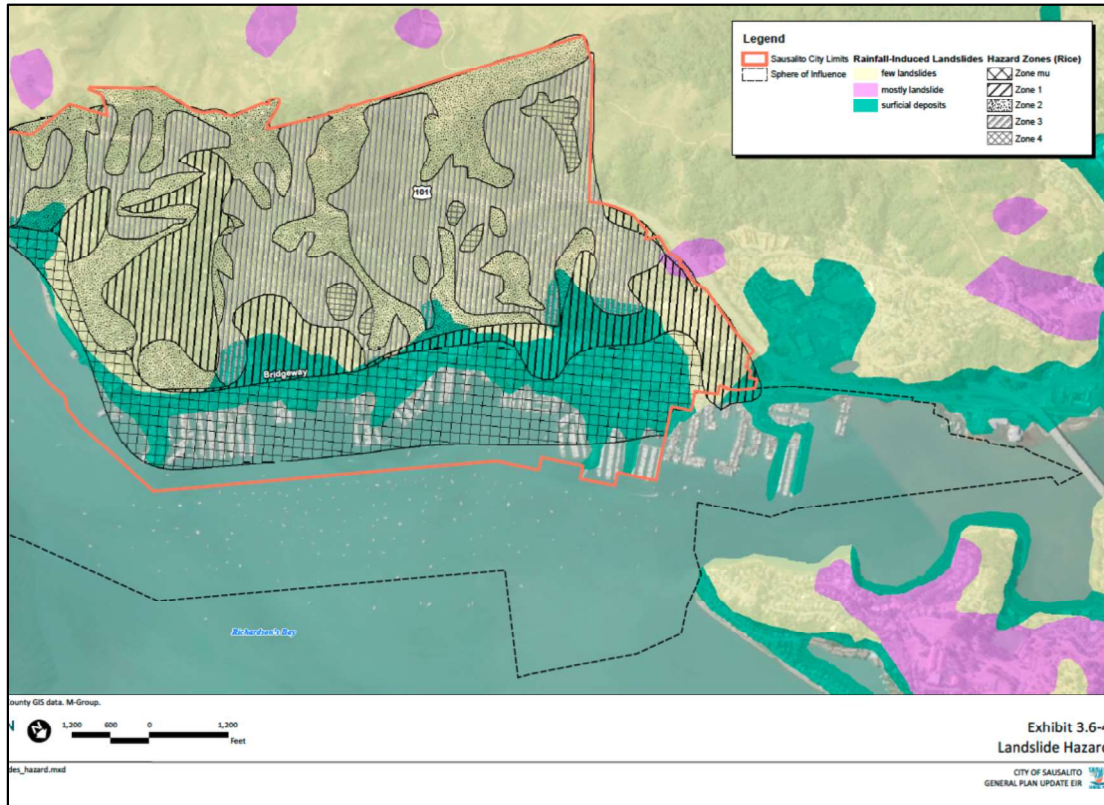 Legend
Sausalito City Limits
Sphere of Influence
Rainfall-Induced Landslides
few landslides
mostly landslide
surficial deposits
Hazard Zones (Rice)
Zone mu
Zone 1
Zone 2
Zone 3
Zone 4
101
Bridgeway
Richardson's Bay
ounty GIS data. M-Group.
N
1,200 600 0 1,200
Feet
Exhibit 3.6-4
Landslide Hazard
des_hazard.mxd
CITY OF SAUSALITO
GENERAL PLAN UPDATE EIR